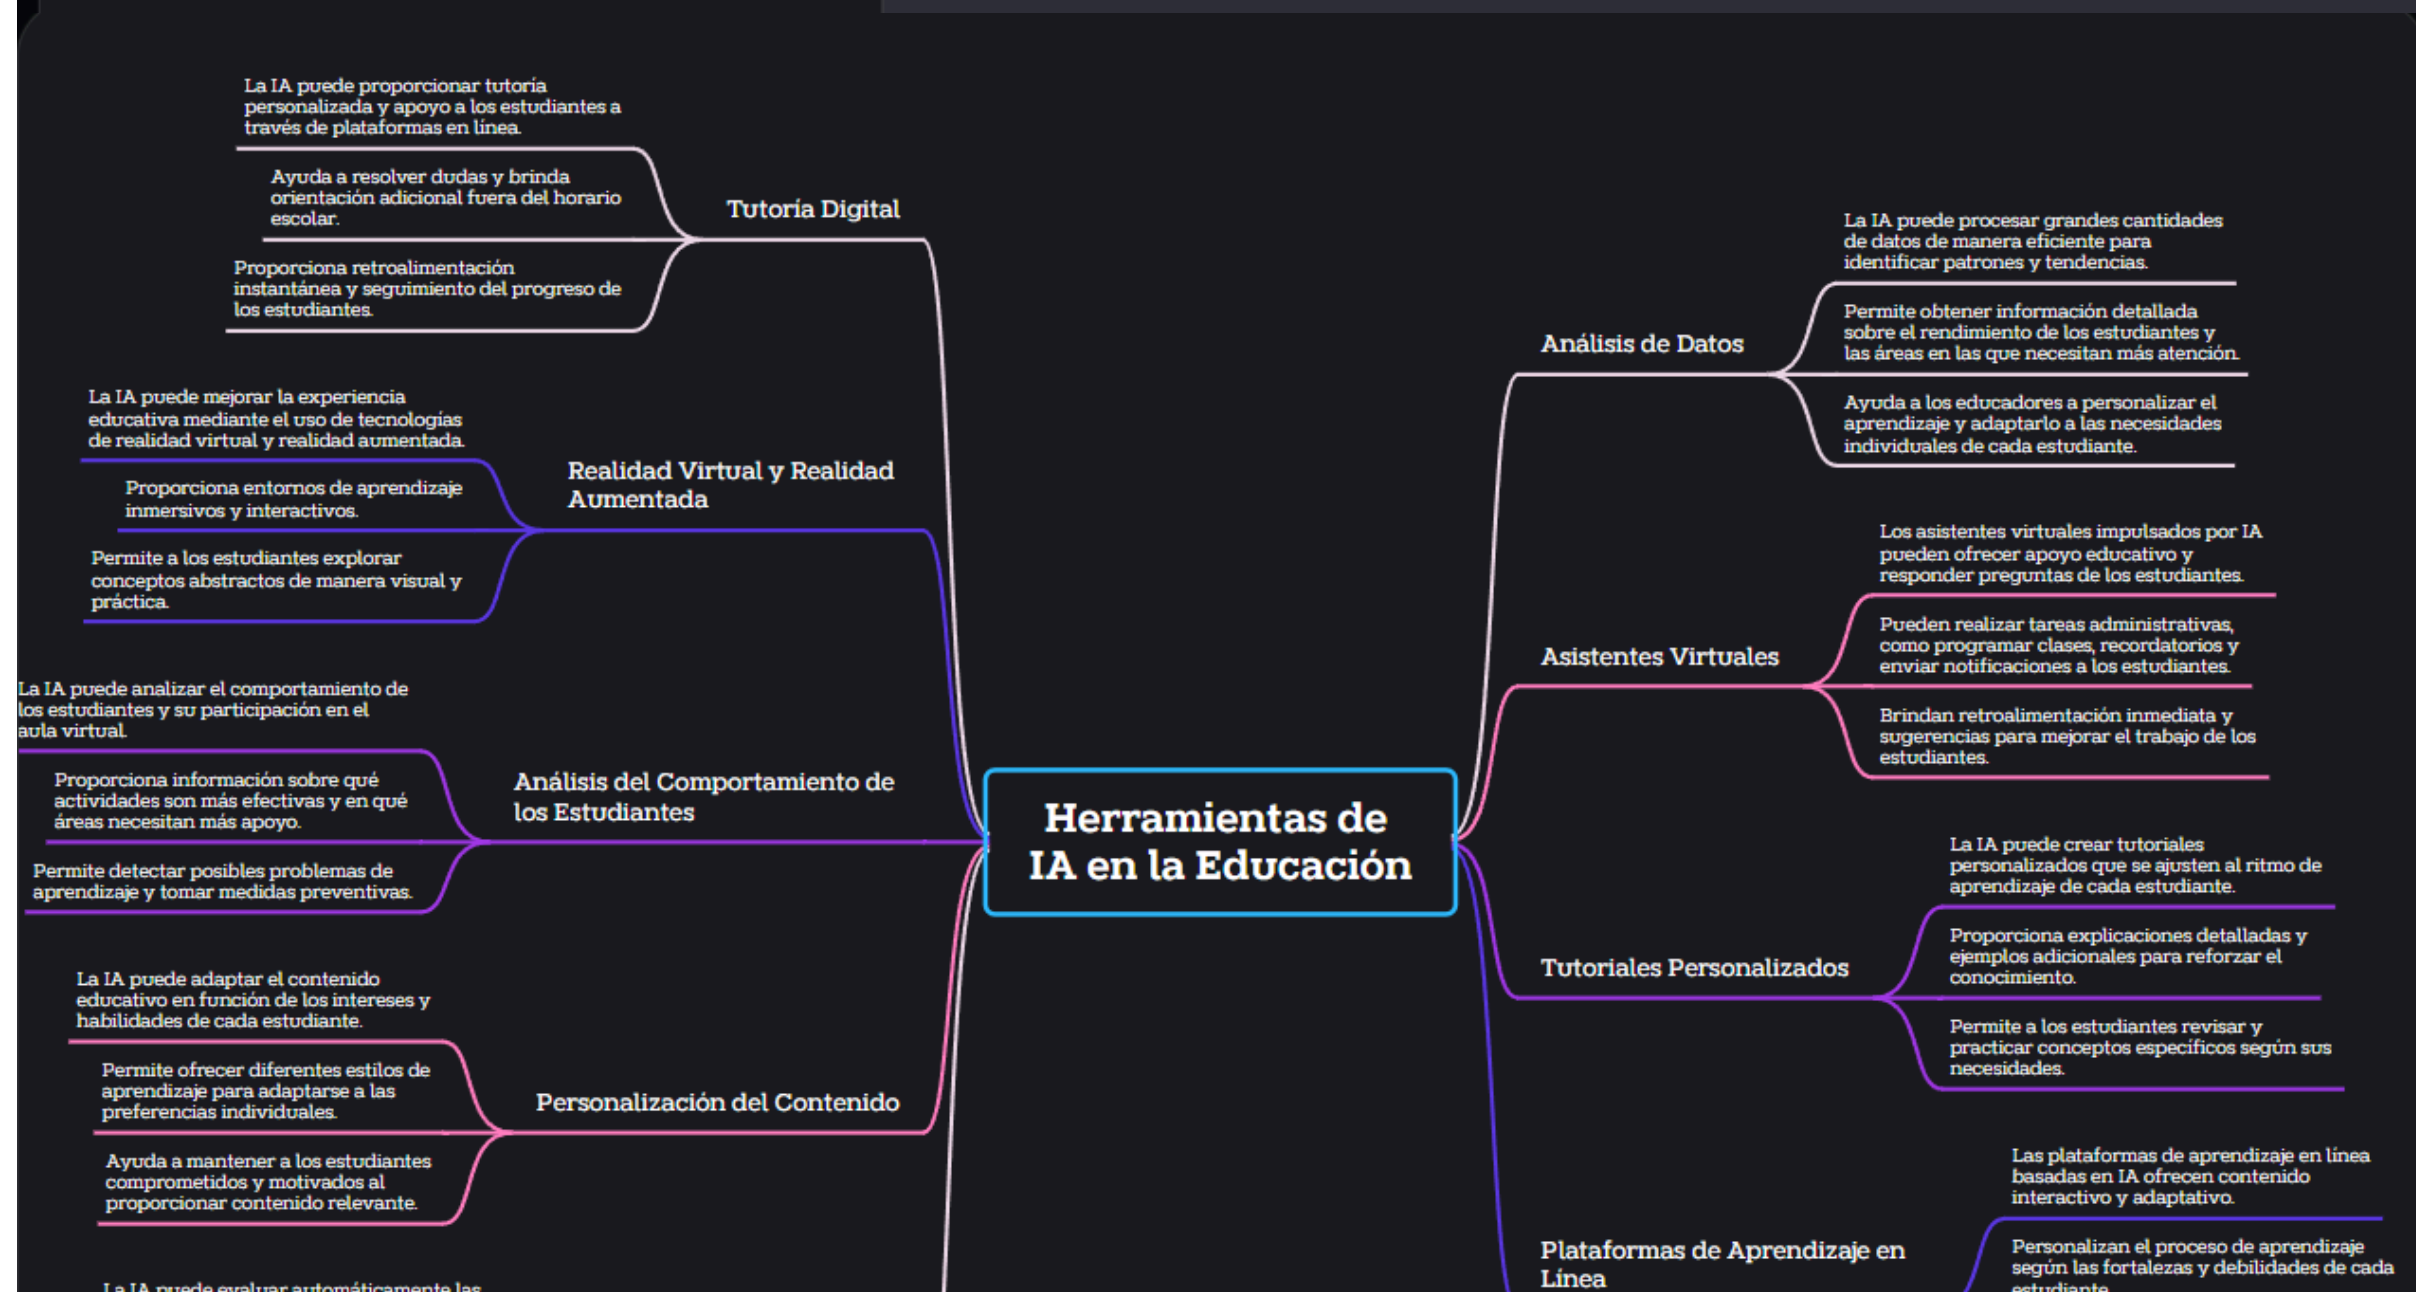 La IA puede proporcionar tutoría
personalizada y apoyo a los estudiantes a
través de plataformas en línea.
Ayuda a resolver dudas y brinda
orientación adicional fuera del horario
escolar.
Proporciona retroalimentación
instantánea y seguimiento del progreso de
los estudiantes.
Tutoría Digital
La IA puede mejorar la experiencia
educativa mediante el uso de tecnologías
de realidad virtual y realidad aumentada.
Proporciona entornos de aprendizaje
inmersivos y interactivos.
Permite a los estudiantes explorar
conceptos abstractos de manera visual y
práctica.
Realidad Virtual y Realidad
Aumentada
La IA puede analizar el comportamiento de
los estudiantes y su participación en el
aula virtual.
Proporciona información sobre qué
actividades son más efectivas y en qué
áreas necesitan más apoyo.
Permite detectar posibles problemas de
aprendizaje y tomar medidas preventivas.
Análisis del Comportamiento de
los Estudiantes
La IA puede adaptar el contenido
educativo en función de los intereses y
habilidades de cada estudiante.
Permite ofrecer diferentes estilos de
aprendizaje para adaptarse a las
preferencias individuales.
Ayuda a mantener a los estudiantes
comprometidos y motivados al
proporcionar contenido relevante.
Personalización del Contenido
La IA puede evaluar automáticamente las
Herramientas de
IA en la Educación
Análisis de Datos
La IA puede procesar grandes cantidades
de datos de manera eficiente para
identificar patrones y tendencias.
Permite obtener información detallada
sobre el rendimiento de los estudiantes y
las áreas en las que necesitan más atención.
Ayuda a los educadores a personalizar el
aprendizaje y adaptarlo a las necesidades
individuales de cada estudiante.
Asistentes Virtuales
Los asistentes virtuales impulsados por IA
pueden ofrecer apoyo educativo y
responder preguntas de los estudiantes.
Pueden realizar tareas administrativas,
como programar clases, recordatorios y
enviar notificaciones a los estudiantes.
Brindan retroalimentación inmediata y
sugerencias para mejorar el trabajo de los
estudiantes.
Tutoriales Personalizados
La IA puede crear tutoriales
personalizados que se ajusten al ritmo de
aprendizaje de cada estudiante.
Proporciona explicaciones detalladas y
ejemplos adicionales para reforzar el
conocimiento.
Permite a los estudiantes revisar y
practicar conceptos específicos según sus
necesidades.
Plataformas de Aprendizaje en
Línea
Las plataformas de aprendizaje en línea
basadas en IA ofrecen contenido
interactivo y adaptativo.
Personalizan el proceso de aprendizaje
según las fortalezas y debilidades de cada
estudiante.